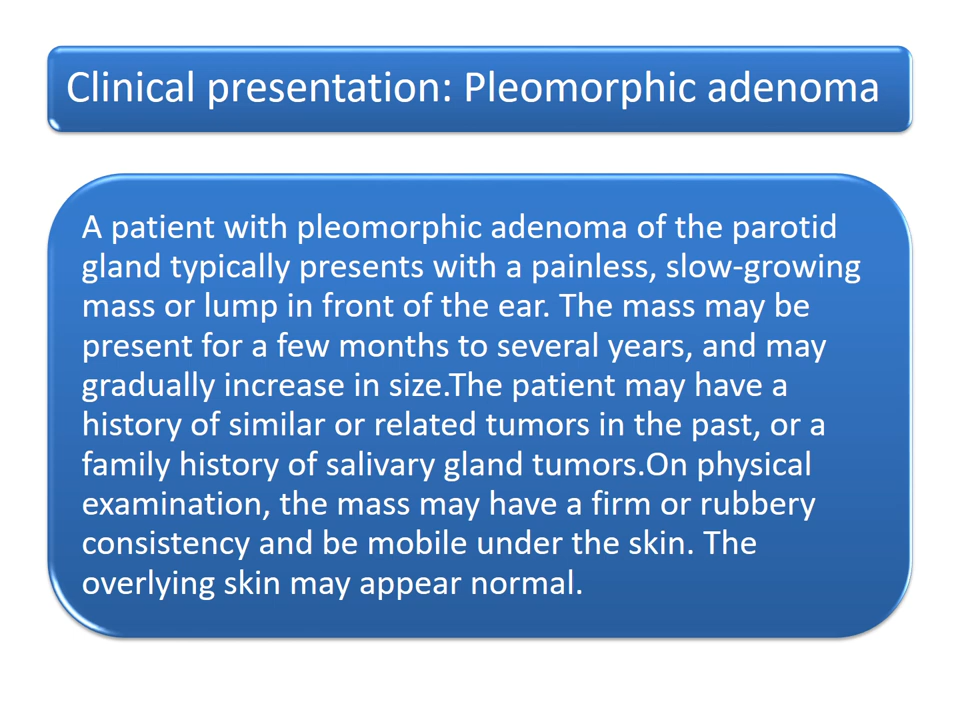 Clinical presentation: Pleomorphic adenoma
A patient with pleomorphic adenoma of the parotid
gland typically presents with a painless, slow-growing
mass or lump in front of the ear. The mass may be
present for a few months to several years, and may
gradually increase in size.The patient may have a
history of similar or related tumors in the past, or a
family history of salivary gland tumors.On physical
examination, the mass may have a firm or rubbery
consistency and be mobile under the skin. The
overlying skin may appear normal.